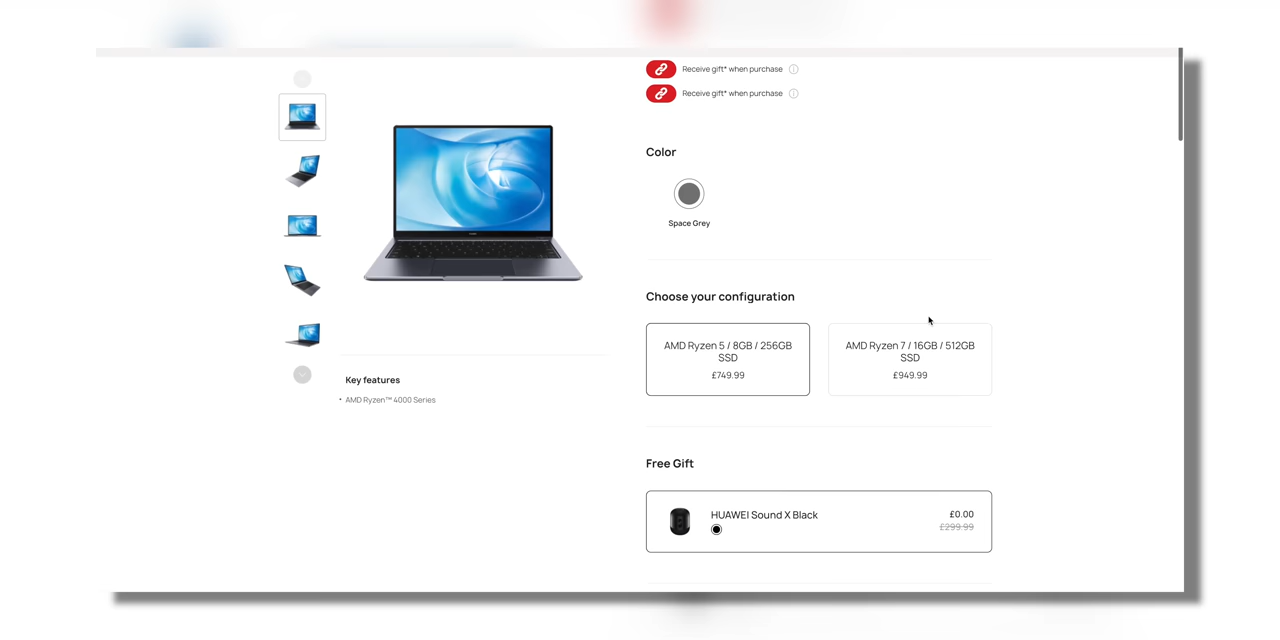 Receive gift* when purchase
Receive gift* when purchase
Color
Space Grey
Choose your configuration
AMD Ryzen 5 / 8GB / 256GB
SSD
£749.99
AMD Ryzen 7 / 16GB / 512GB
SSD
£949.99
Key features
• AMD Ryzen™ 4000 Series
Free Gift
HUAWEI Sound X Black
£0.00
£299.99